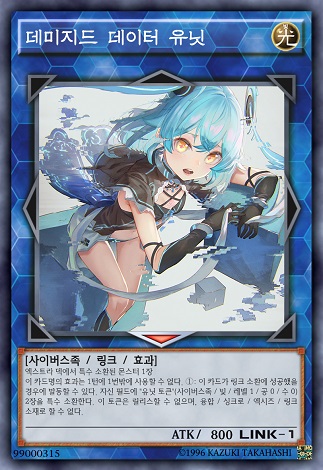 데미지드 데이터 유닛
光
[사이버스족 / 링크 / 효과]
엑스트라 덱에서 특수 소환된 몬스터 1장
이 카드명의 효과는 1턴에 1번밖에 사용할 수 없다. ①: 이 카드가 링크 소환에 성공했을
경우에 발동할 수 있다. 자신 필드에 "유닛 토큰"(사이버스족 / 빛 / 레벨 1 / 공 0 / 수 0)
2장을 특수 소환한다. 이 토큰은 릴리스할 수 없으며, 융합 / 싱크로 / 엑시즈 / 링크
소재로 할 수 없다.
ATK / 800 LINK-1
99000315 ©1996 KAZUKI TAKAHASHI